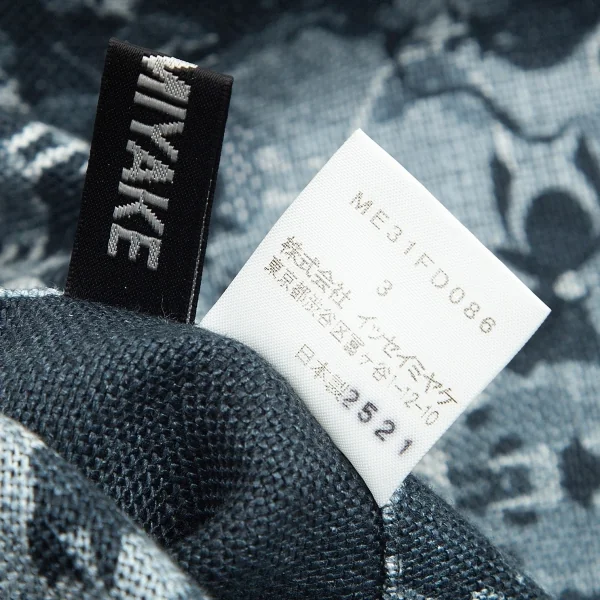 MIYAKE
ME31FD086
3
株式会社 イッセイミヤケ
東京都渋谷区富ヶ谷1-12-10
日本製2521